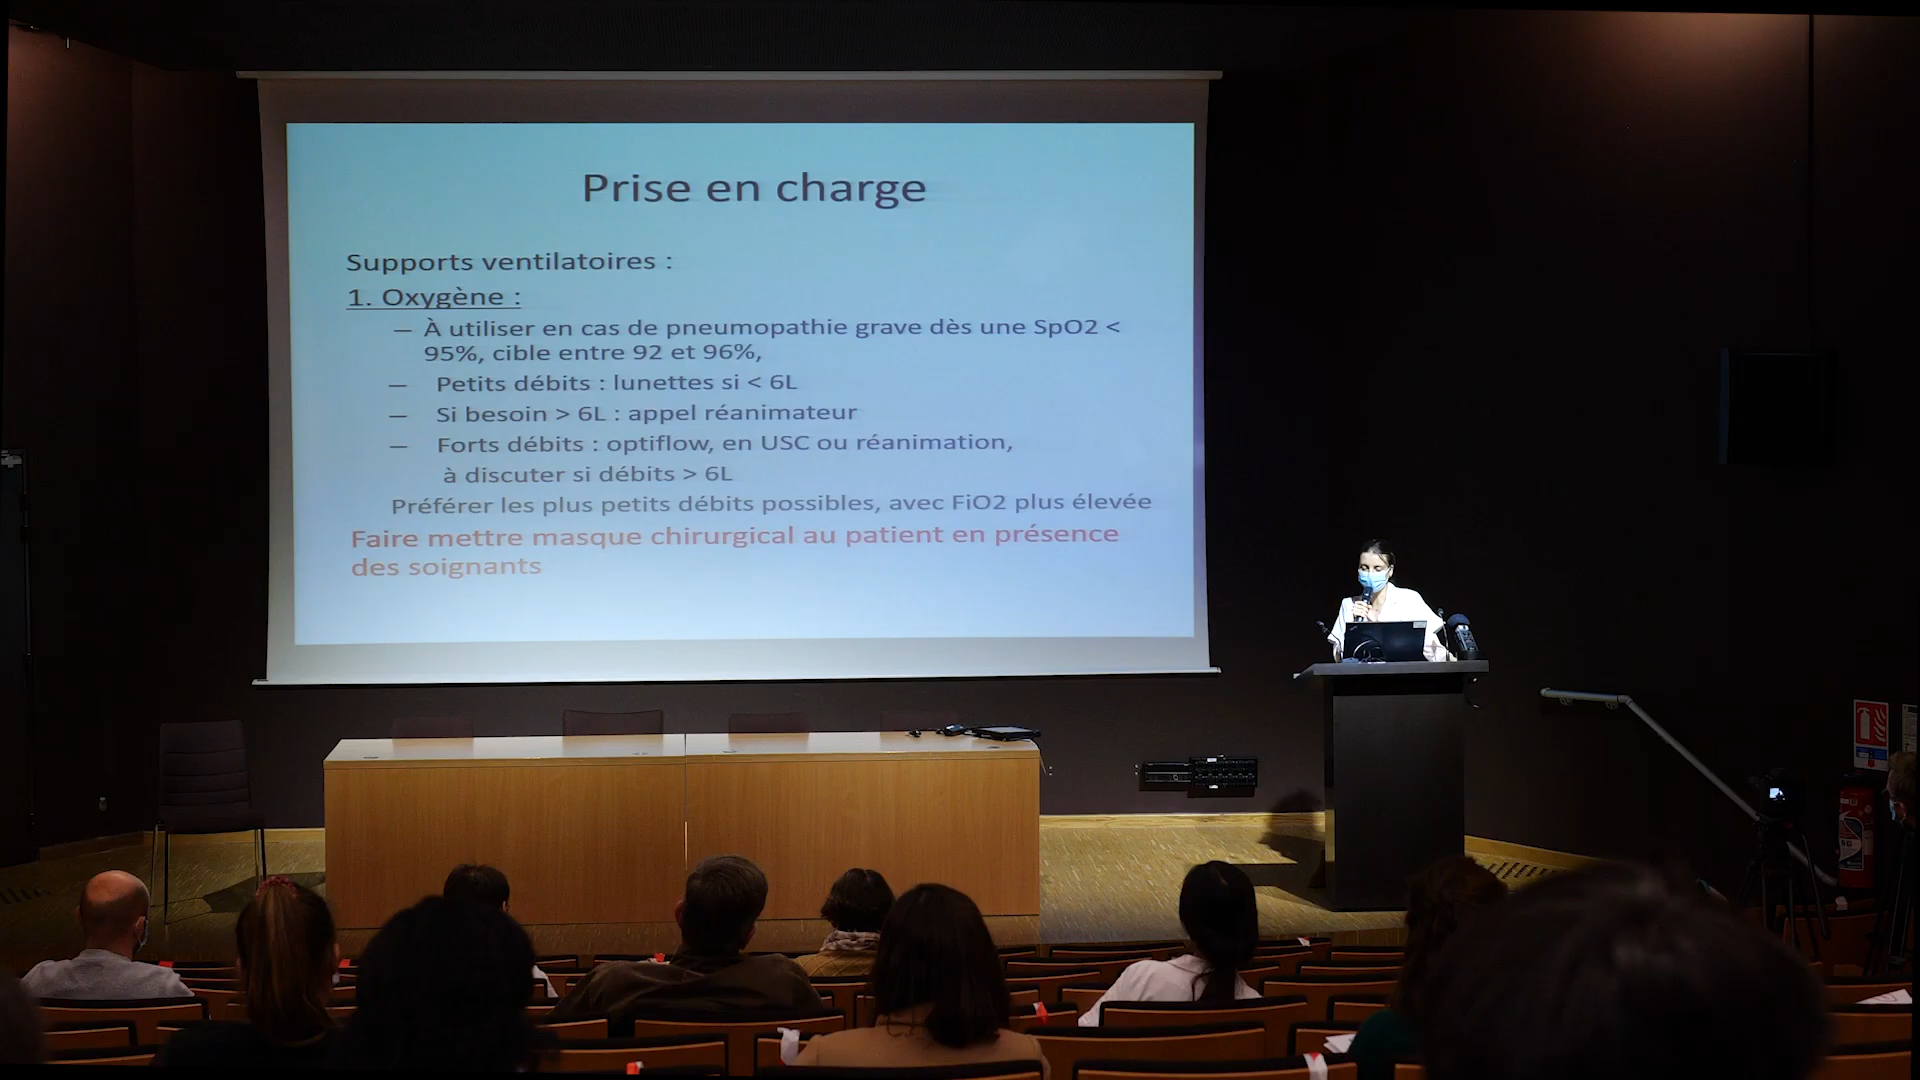 Prise en charge
Supports ventilatoires :
1. Oxygène :
– À utiliser en cas de pneumopathie grave dès une SpO2 <
95%, cible entre 92 et 96%,
– Petits débits : lunettes si < 6L
– Si besoin > 6L : appel réanimateur
– Forts débits : optiflow, en USC ou réanimation,
à discuter si débits > 6L
Préférer les plus petits débits possibles, avec FiO2 plus élevée
Faire mettre masque chirurgical au patient en présence
des soignants